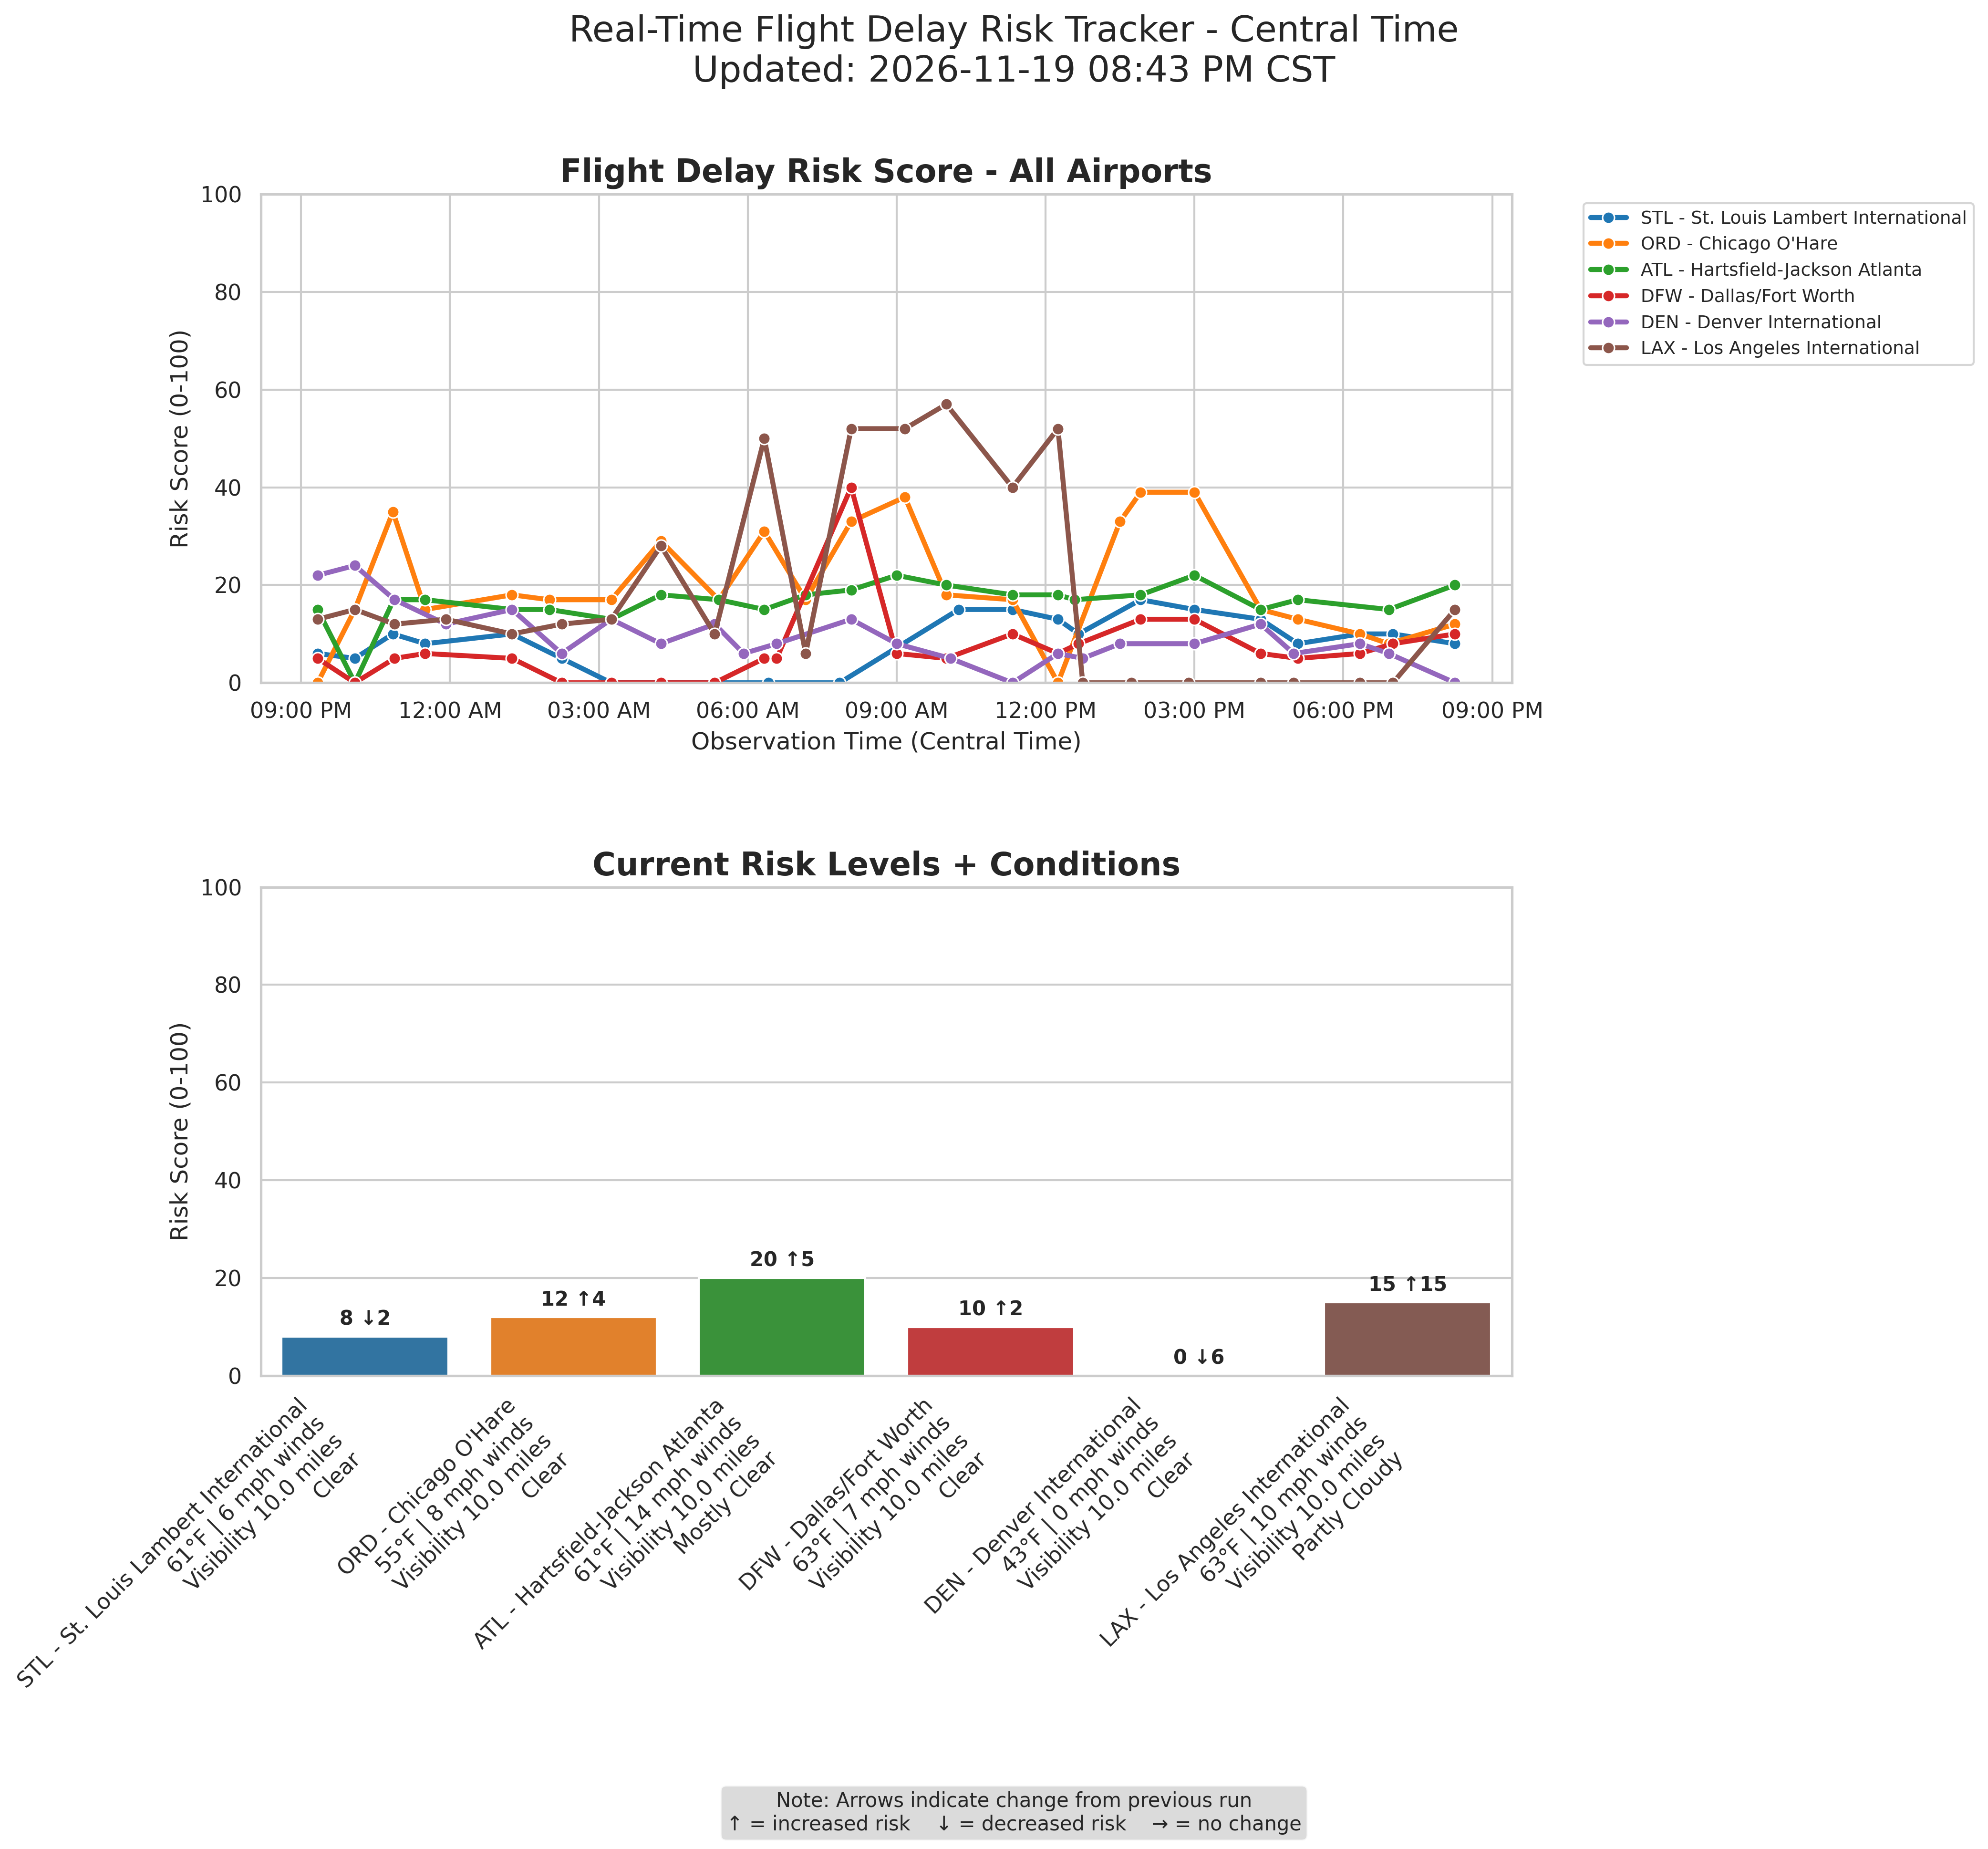 Real-Time Flight Delay Risk Tracker - Central Time
Updated: 2026-11-19 08:43 PM CST
Flight Delay Risk Score - All Airports
Risk Score (0-100)
100
80
60
40
20
0
09:00 PM
12:00 AM
03:00 AM
06:00 AM
09:00 AM
12:00 PM
03:00 PM
06:00 PM
09:00 PM
Observation Time (Central Time)
STL - St. Louis Lambert International
ORD - Chicago O'Hare
ATL - Hartsfield-Jackson Atlanta
DFW - Dallas/Fort Worth
DEN - Denver International
LAX - Los Angeles International
Current Risk Levels + Conditions
Risk Score (0-100)
100
80
60
40
20
0
8 ↓2
12 ↑4
20 ↑5
10 ↑2
0 ↓6
15 ↑15
STL - St. Louis Lambert International
61°F | 6 mph winds
Visibility 10.0 miles
Clear
ORD - Chicago O'Hare
55°F | 8 mph winds
Visibility 10.0 miles
Clear
ATL - Hartsfield-Jackson Atlanta
61°F | 14 mph winds
Visibility 10.0 miles
Mostly Clear
DFW - Dallas/Fort Worth
63°F | 7 mph winds
Visibility 10.0 miles
Clear
DEN - Denver International
43°F | 0 mph winds
Visibility 10.0 miles
Clear
LAX - Los Angeles International
63°F | 10 mph winds
Visibility 10.0 miles
Partly Cloudy
Note: Arrows indicate change from previous run
↑ = increased risk ↓ = decreased risk → = no change